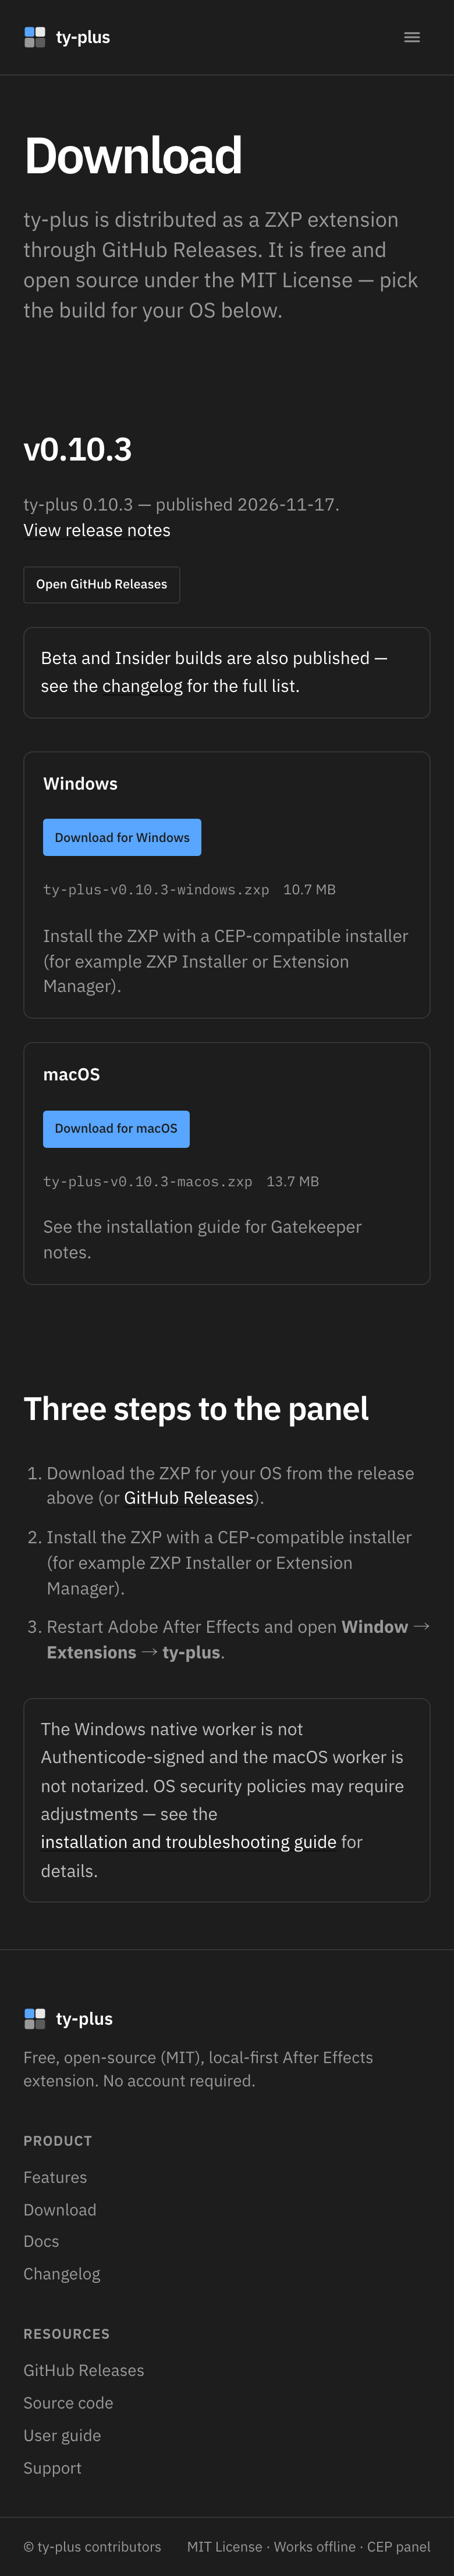 ty-plus
Download
ty-plus is distributed as a ZXP extension
through GitHub Releases. It is free and
open source under the MIT License — pick
the build for your OS below.
v0.10.3
ty-plus 0.10.3 — published 2026-11-17.
View release notes
Open GitHub Releases
Beta and Insider builds are also published —
see the changelog for the full list.
Windows
Download for Windows
ty-plus-v0.10.3-windows.zxp 10.7 MB
Install the ZXP with a CEP-compatible installer
(for example ZXP Installer or Extension
Manager).
macOS
Download for macOS
ty-plus-v0.10.3-macos.zxp 13.7 MB
See the installation guide for Gatekeeper
notes.
Three steps to the panel
1. Download the ZXP for your OS from the release
above (or GitHub Releases).
2. Install the ZXP with a CEP-compatible installer
(for example ZXP Installer or Extension
Manager).
3. Restart Adobe After Effects and open Window →
Extensions → ty-plus.
The Windows native worker is not
Authenticode-signed and the macOS worker is
not notarized. OS security policies may require
adjustments — see the
installation and troubleshooting guide for
details.
ty-plus
Free, open-source (MIT), local-first After Effects
extension. No account required.
PRODUCT
Features
Download
Docs
Changelog
RESOURCES
GitHub Releases
Source code
User guide
Support
© ty-plus contributors MIT License · Works offline · CEP panel